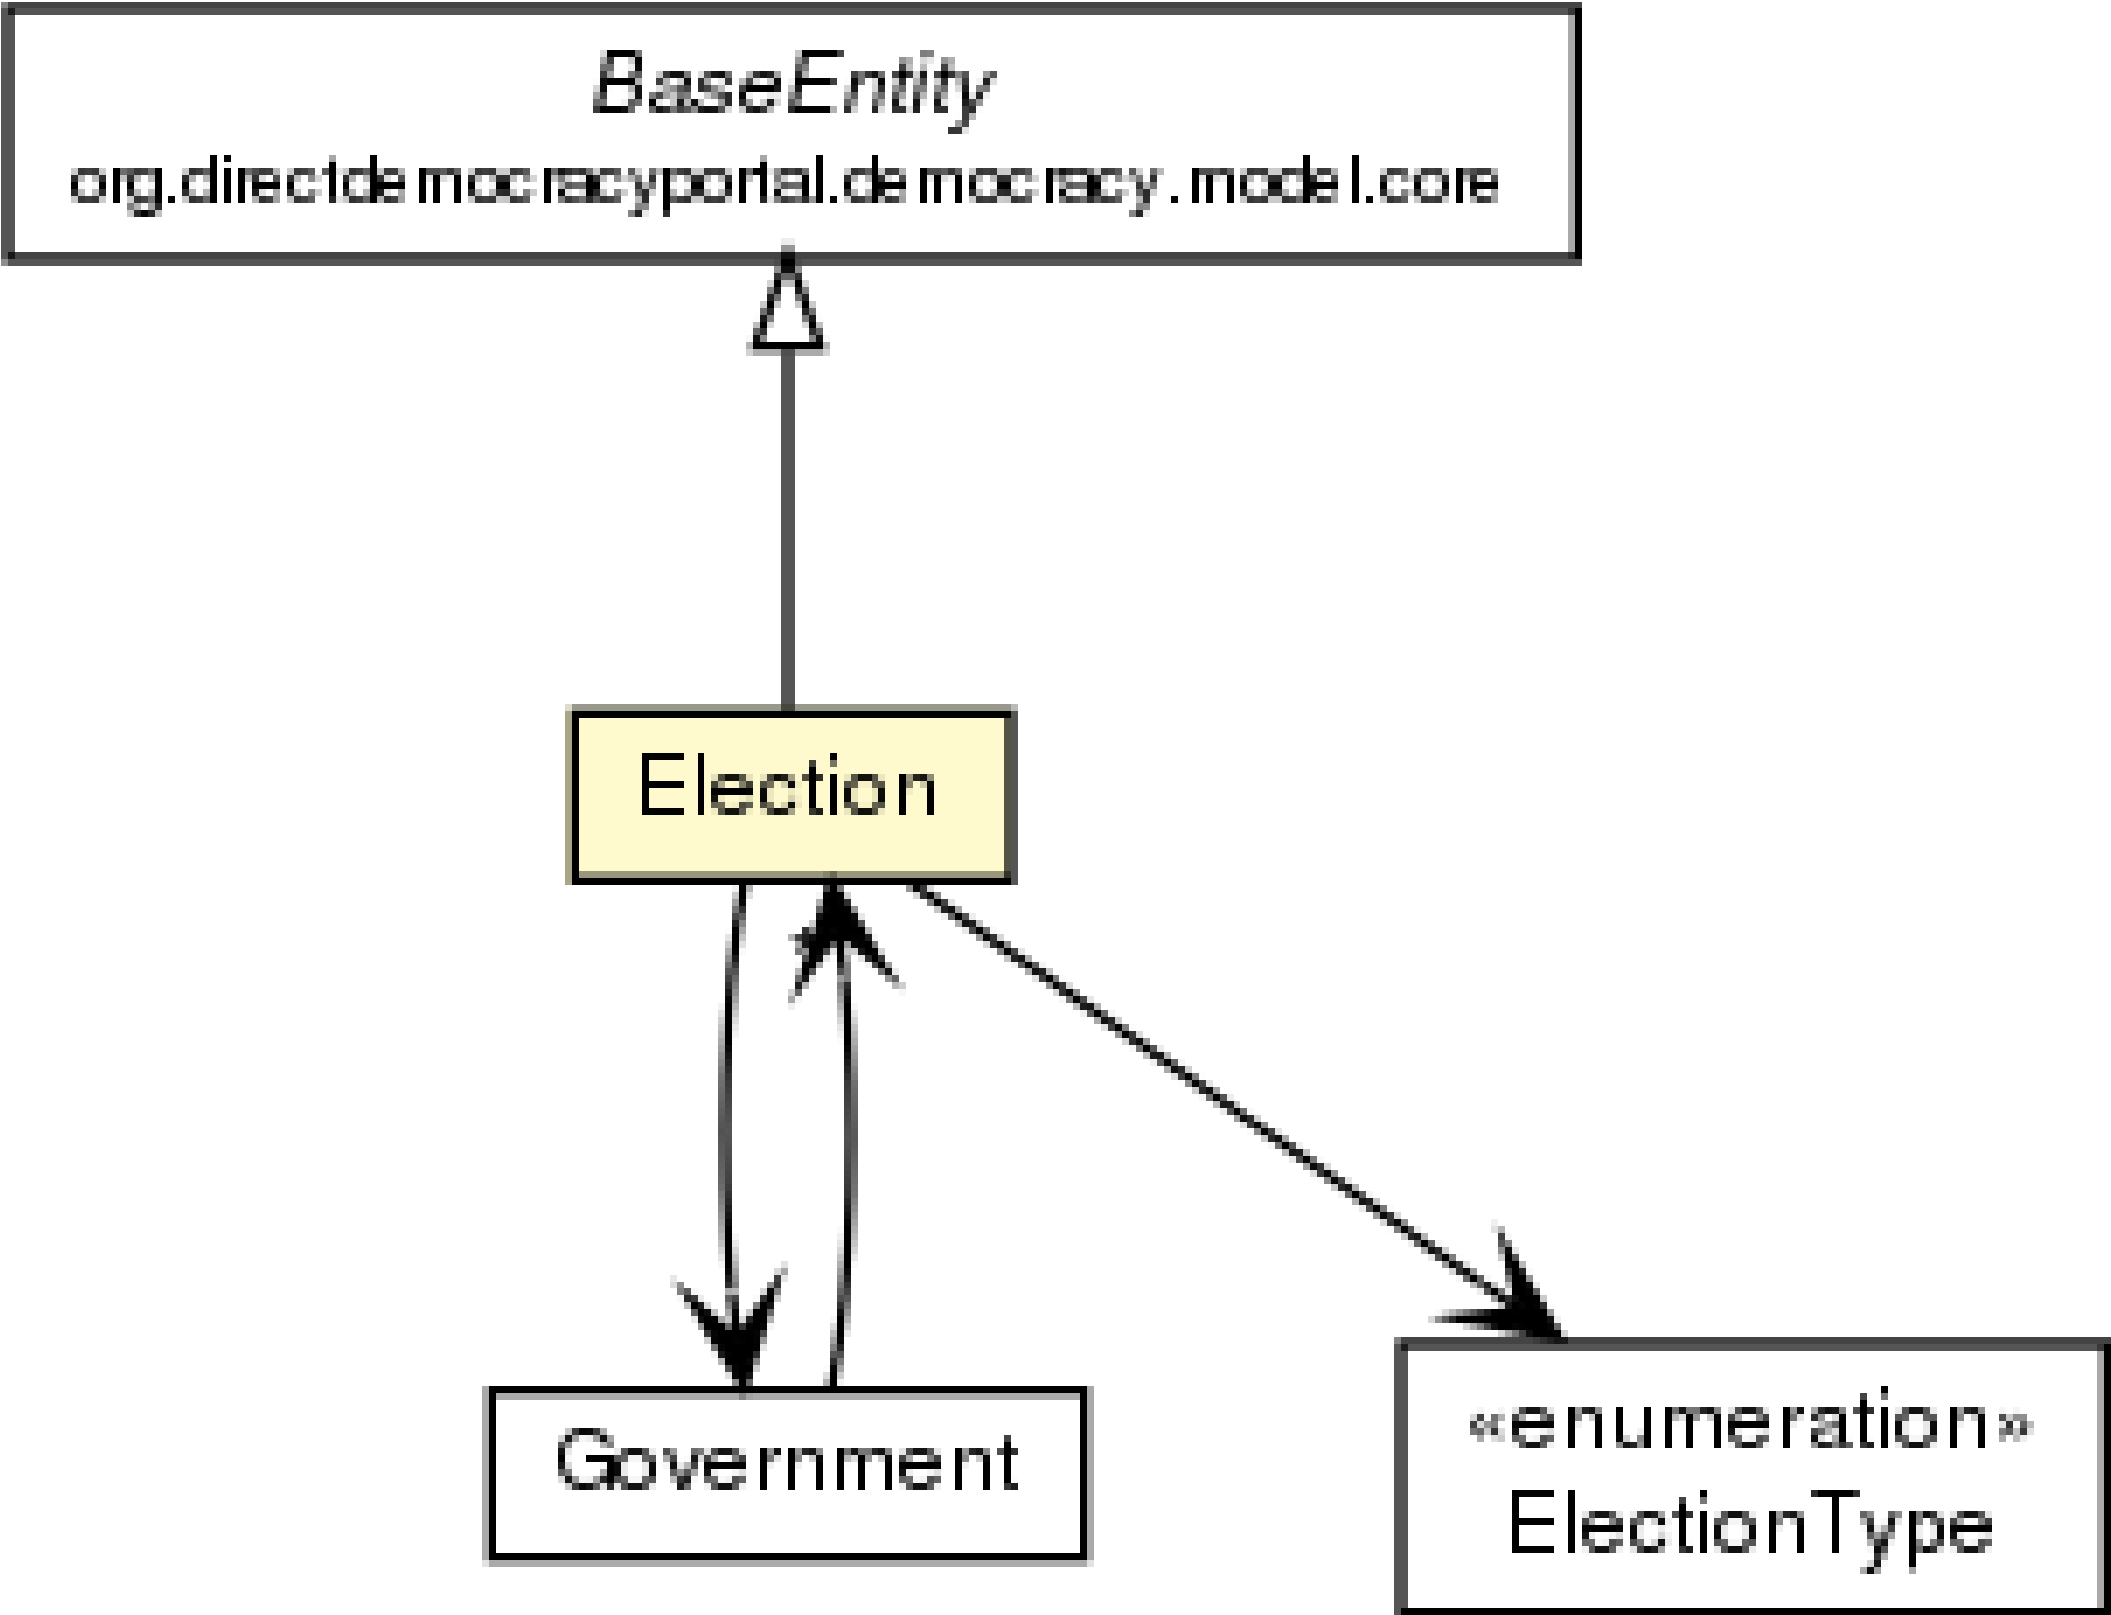 BaseEntity
org.directdemocracyportal.democracy.model.core
Election
*
Government
«enumeration»
ElectionType